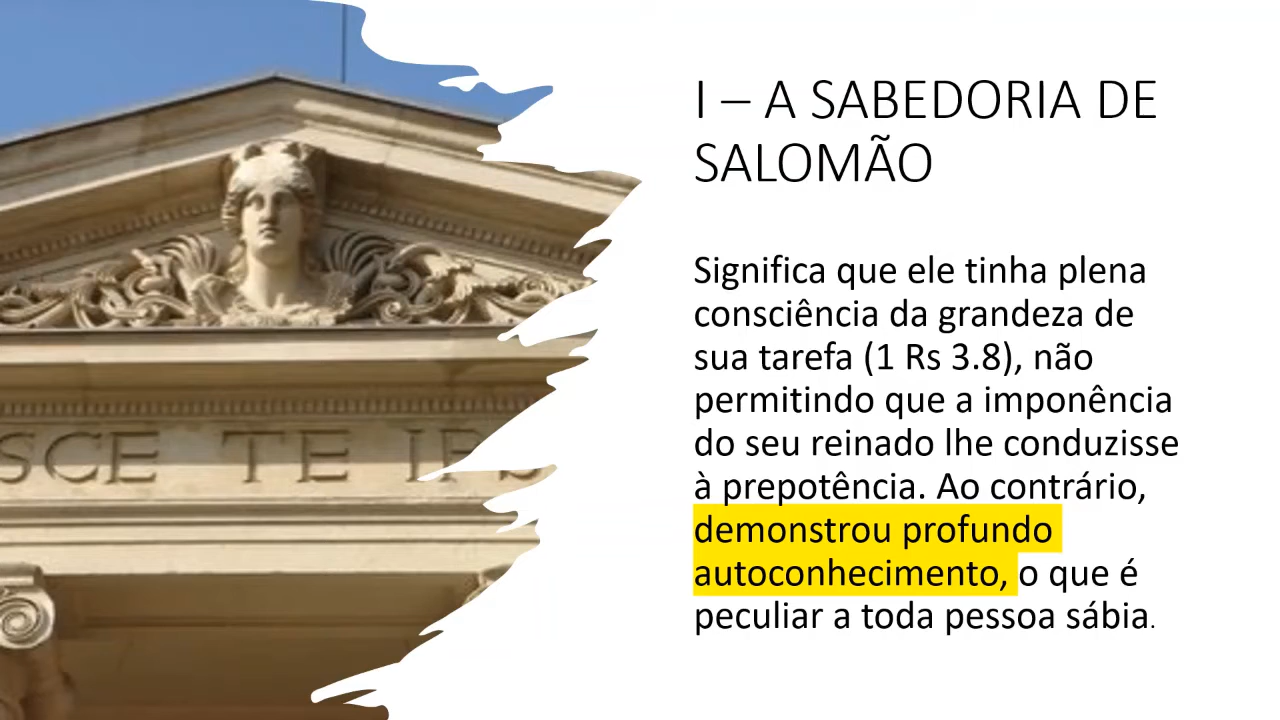 I – A SABEDORIA DE
SALOMÃO
Significa que ele tinha plena
consciência da grandeza de
sua tarefa (1 Rs 3.8), não
permitindo que a imponência
do seu reinado lhe conduzisse
à prepotência. Ao contrário,
demonstrou profundo
autoconhecimento, o que é
peculiar a toda pessoa sábia.
SCE TE IPS